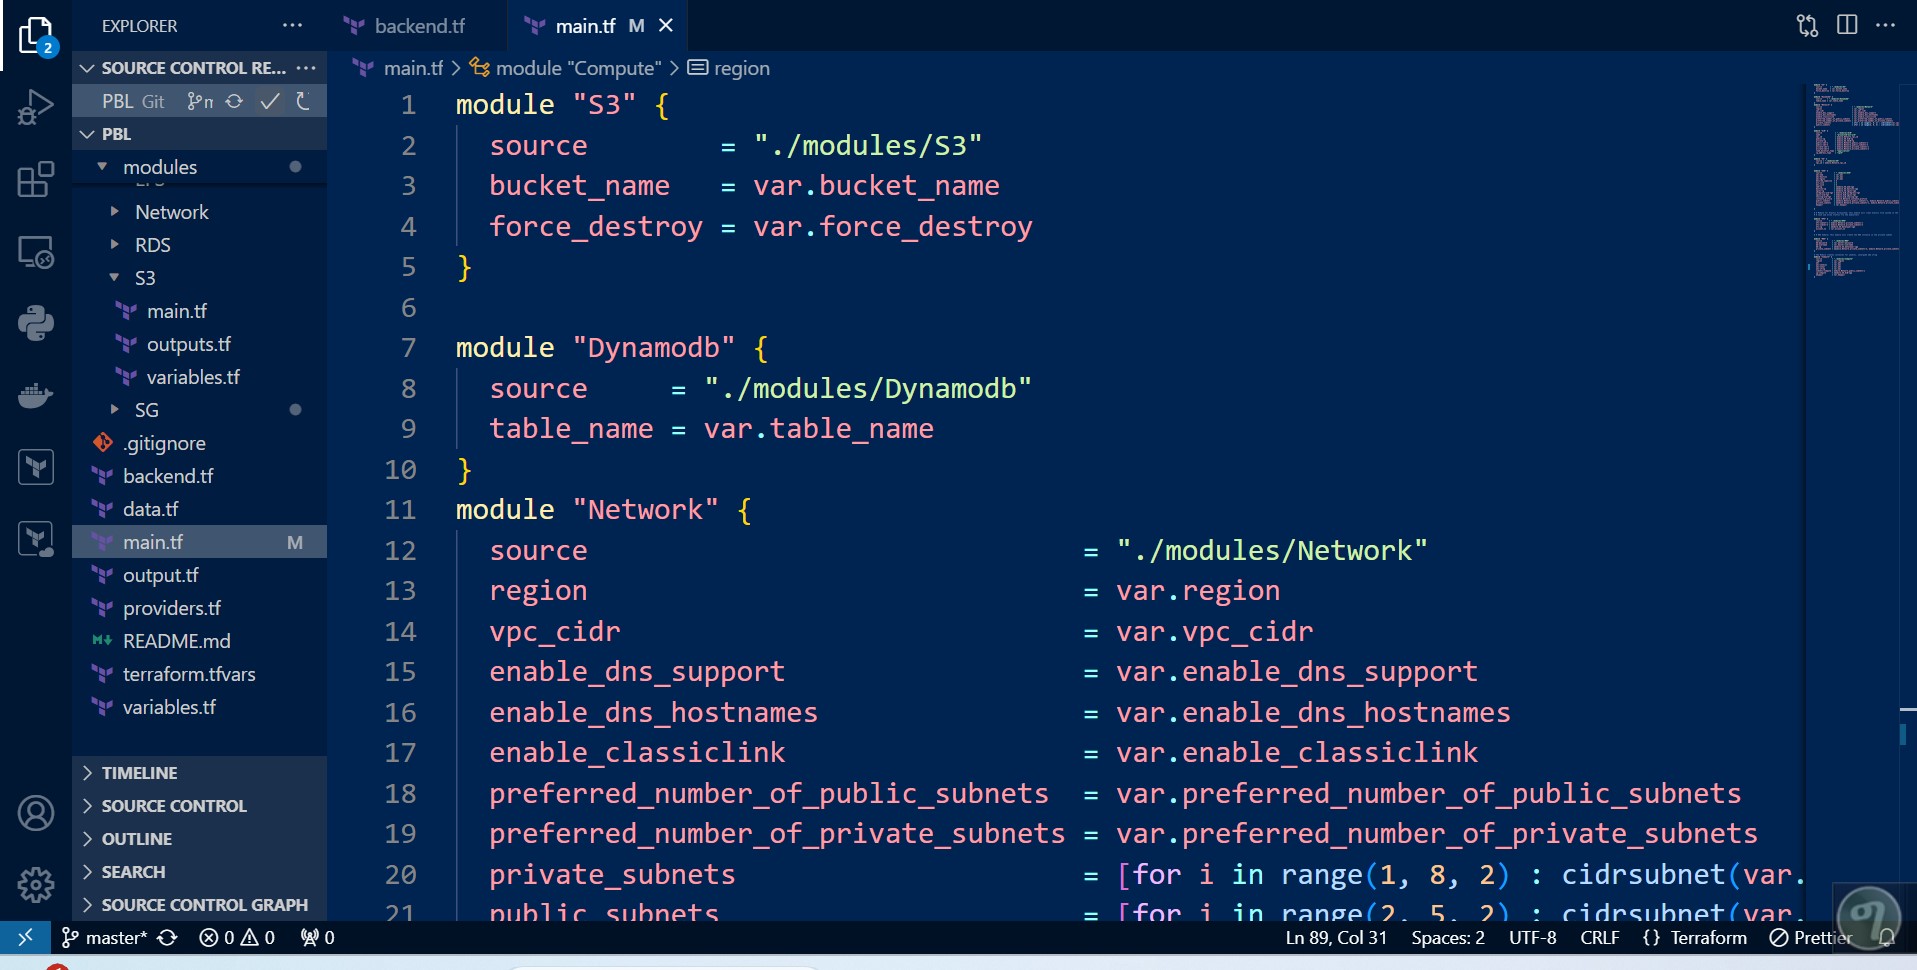 EXPLORER
SOURCE CONTROL RE...
PBL Git
PBL
modules
Network
RDS
S3
main.tf
outputs.tf
variables.tf
SG
.gitignore
backend.tf
data.tf
main.tf M
output.tf
providers.tf
README.md
terraform.tfvars
variables.tf
TIMELINE
SOURCE CONTROL
OUTLINE
SEARCH
SOURCE CONTROL GRAPH
2
backend.tf
main.tf M
main.tf > module "Compute" > region
1 module "S3" {
2 source = "./modules/S3"
3 bucket_name = var.bucket_name
4 force_destroy = var.force_destroy
5 }
6
7 module "Dynamodb" {
8 source = "./modules/Dynamodb"
9 table_name = var.table_name
10 }
11 module "Network" {
12 source = "./modules/Network"
13 region = var.region
14 vpc_cidr = var.vpc_cidr
15 enable_dns_support = var.enable_dns_support
16 enable_dns_hostnames = var.enable_dns_hostnames
17 enable_classiclink = var.enable_classiclink
18 preferred_number_of_public_subnets = var.preferred_number_of_public_subnets
19 preferred_number_of_private_subnets = var.preferred_number_of_private_subnets
20 private_subnets = [for i in range(1, 8, 2) : cidrsubnet(var.
21 public_subnets = [for i in range(2, 5, 2) : cidrsubnet(var.
master* 0 0 0 Ln 89, Col 31 Spaces: 2 UTF-8 CRLF {} Terraform Prettier